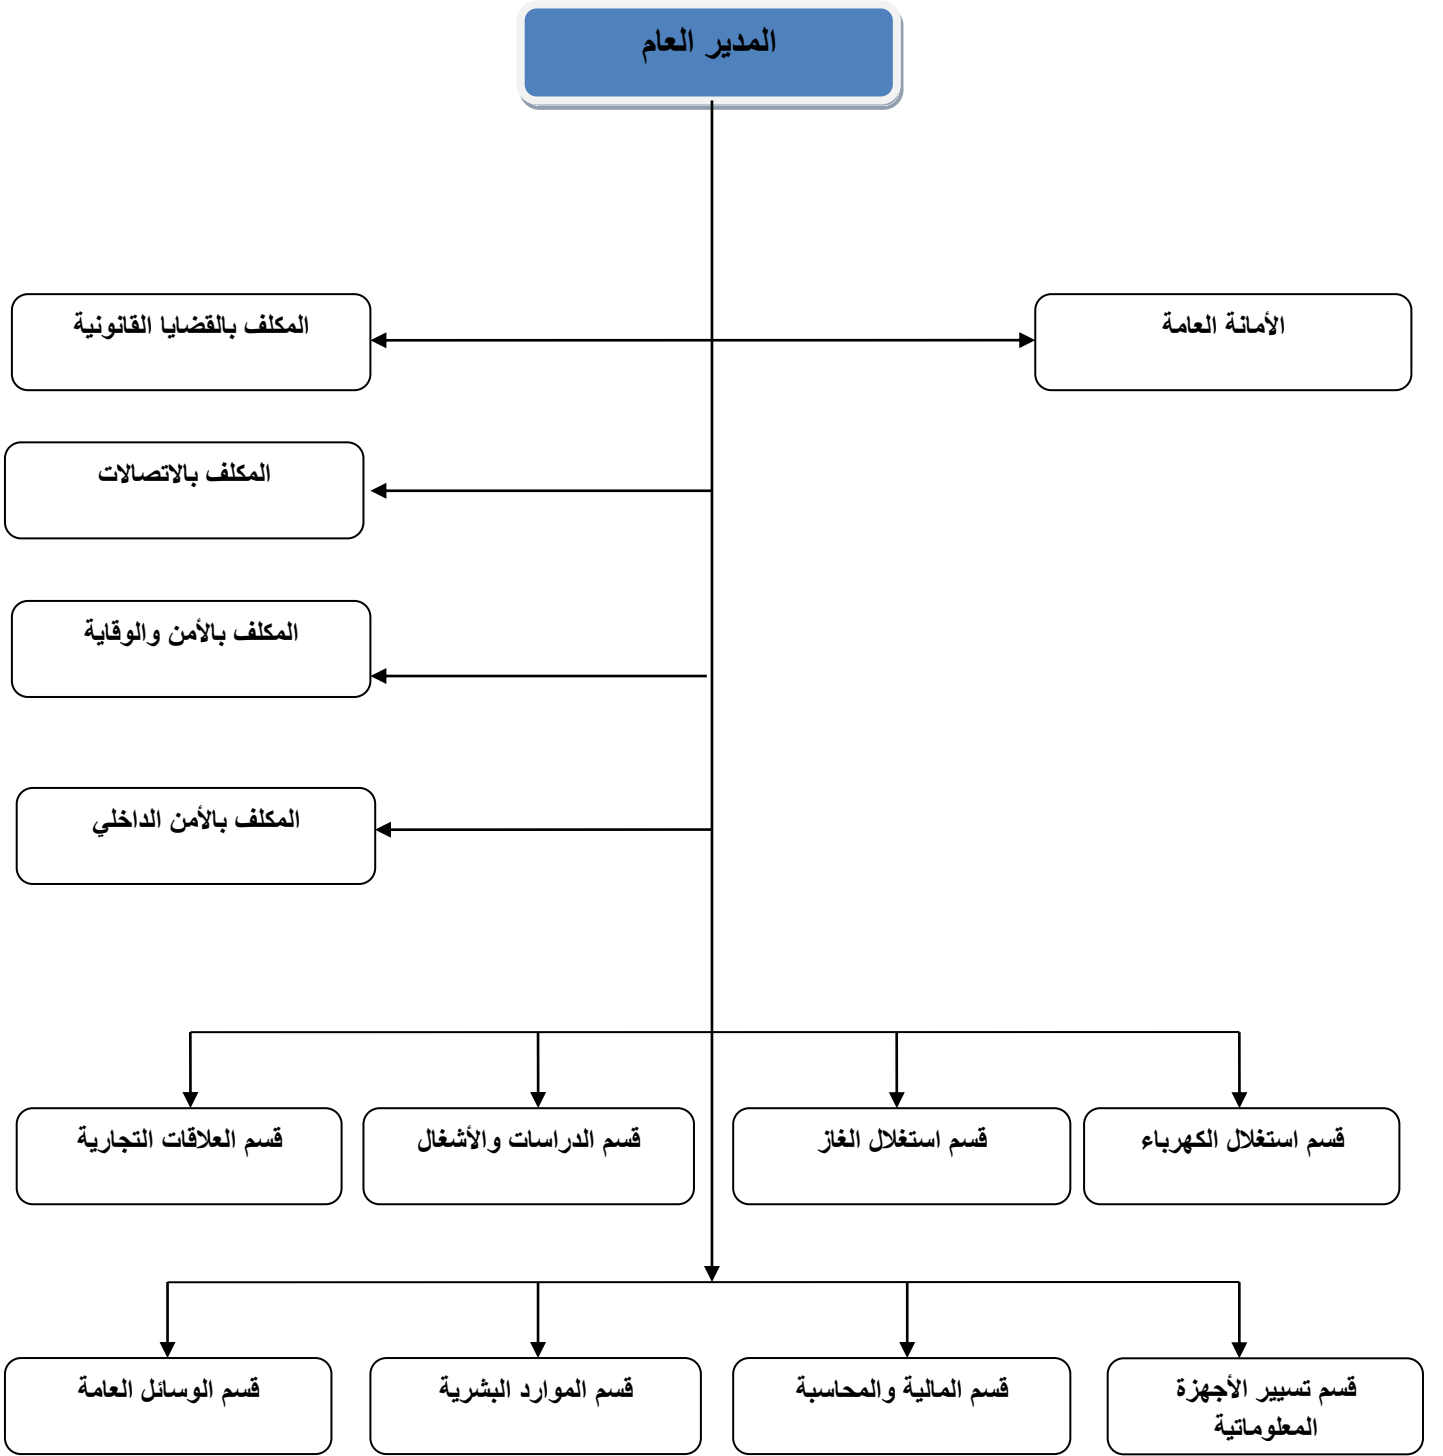 المدير العام
الأمانة العامة
المكلف بالقضايا القانونية
المكلف بالاتصالات
المكلف بالأمن والوقاية
المكلف بالأمن الداخلي
قسم استغلال الكهرباء
قسم استغلال الغاز
قسم الدراسات والأشغال
قسم العلاقات التجارية
قسم تسيير الأجهزة
المعلوماتية
قسم المالية والمحاسبة
قسم الموارد البشرية
قسم الوسائل العامة